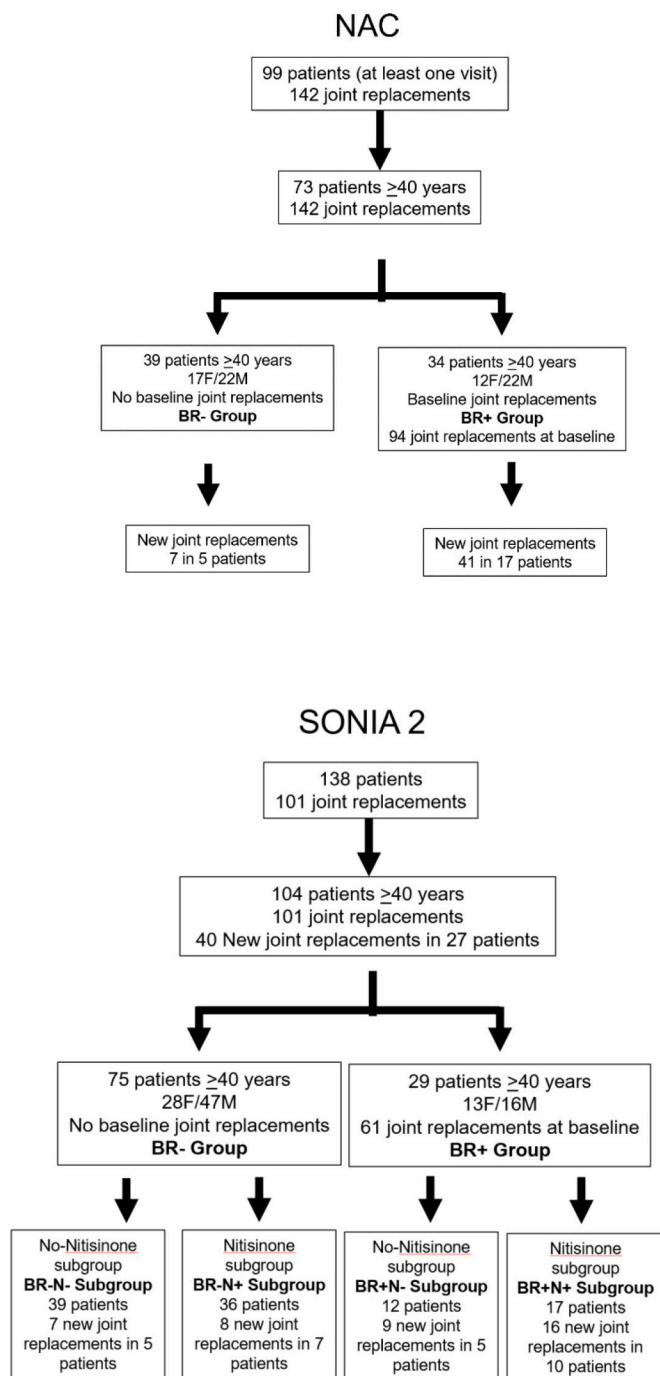 NAC
99 patients (at least one visit)
142 joint replacements
73 patients ≥40 years
142 joint replacements
39 patients ≥40 years
17F/22M
No baseline joint replacements
BR- Group
34 patients ≥40 years
12F/22M
Baseline joint replacements
BR+ Group
94 joint replacements at baseline
New joint replacements
7 in 5 patients
New joint replacements
41 in 17 patients
SONIA 2
138 patients
101 joint replacements
104 patients ≥40 years
101 joint replacements
40 New joint replacements in 27 patients
75 patients ≥40 years
28F/47M
No baseline joint replacements
BR- Group
29 patients ≥40 years
13F/16M
61 joint replacements at baseline
BR+ Group
No-Nitisinone
subgroup
BR-N- Subgroup
39 patients
7 new joint
replacements in 5
patients
Nitisinone
subgroup
BR-N+ Subgroup
36 patients
8 new joint
replacements in 7
patients
No-Nitisinone
subgroup
BR+N- Subgroup
12 patients
9 new joint
replacements in 5
patients
Nitisinone
subgroup
BR+N+ Subgroup
17 patients
16 new joint
replacements in
10 patients